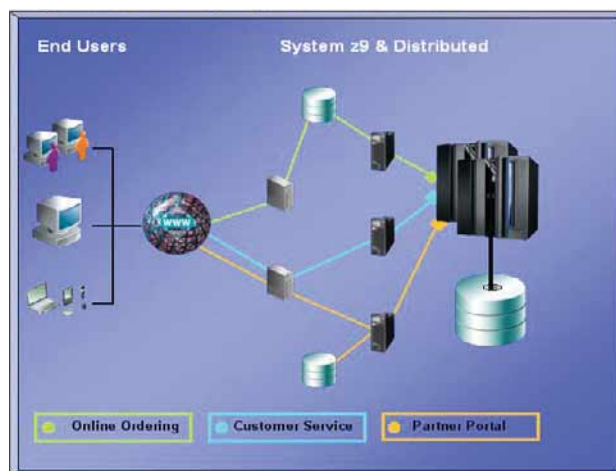 End Users
System z9 & Distributed
WWW
Online Ordering
Customer Service
Partner Portal